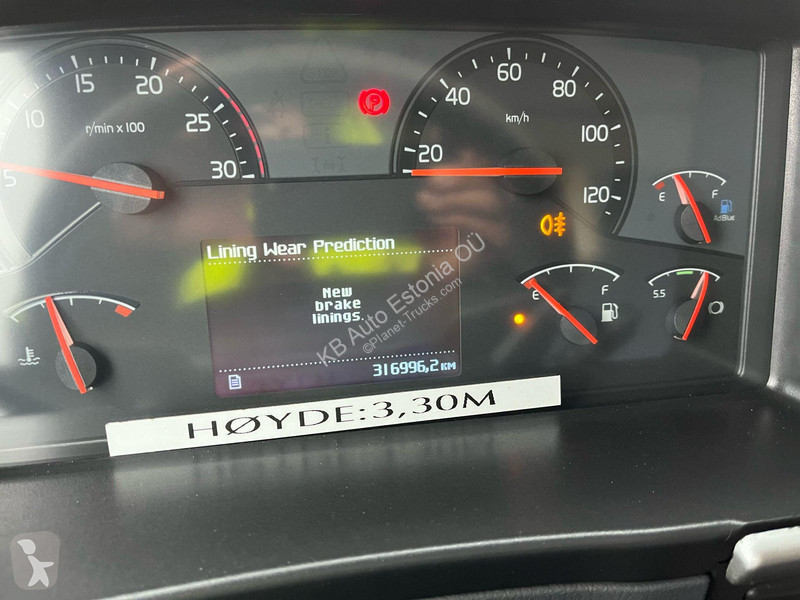 5 10 15 20 25 30
r/min x 100
20 40 60 80 100 120
km/h
E F
AdBlue
Lining Wear Prediction
New
brake
linings.
316996,2 KM
E F
5.5
KB Auto Estonia OÜ
©Planet-Trucks.com
HØYDE:3,30M